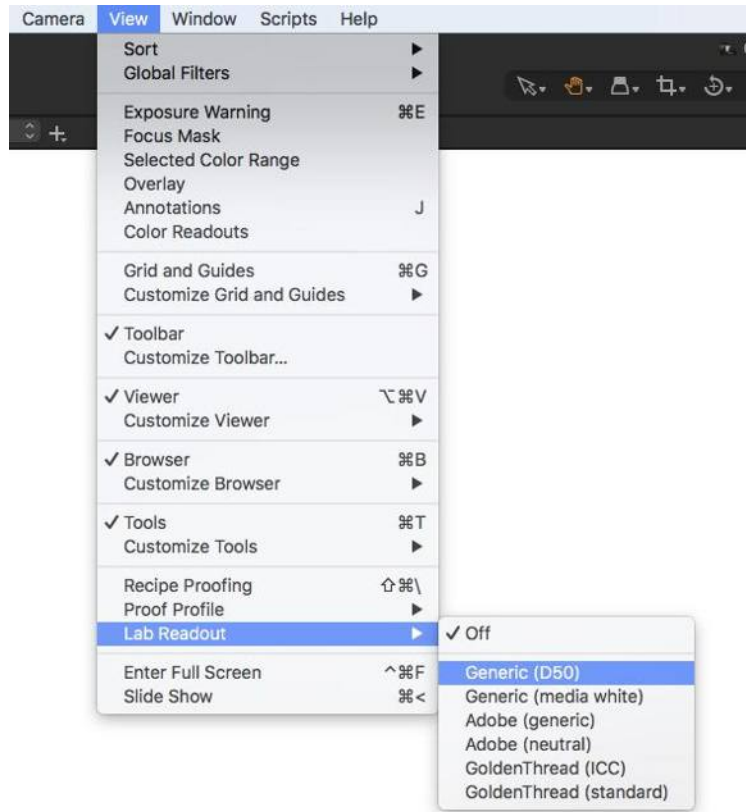 Camera View Window Scripts Help
Sort ▶
Global Filters ▶
Exposure Warning ⌘E
Focus Mask
Selected Color Range
Overlay
Annotations J
Color Readouts
Grid and Guides ⌘G
Customize Grid and Guides ▶
✓ Toolbar
Customize Toolbar...
✓ Viewer ⌥⌘V
Customize Viewer ▶
✓ Browser ⌘B
Customize Browser ▶
✓ Tools ⌘T
Customize Tools ▶
Recipe Proofing ⇧⌘\
Proof Profile ▶
Lab Readout ▶
✓ Off
Enter Full Screen ^⌘F
Generic (D50)
Slide Show ⌘<
Generic (media white)
Adobe (generic)
Adobe (neutral)
GoldenThread (ICC)
GoldenThread (standard)